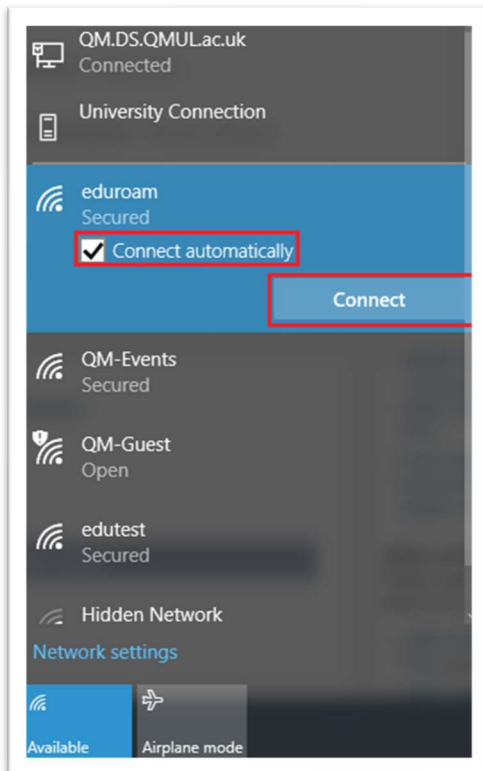 QM.DS.QMUL.ac.uk
Connected
University Connection
eduroam
Secured
Connect automatically
Connect
QM-Events
Secured
QM-Guest
Open
edutest
Secured
Hidden Network
Network settings
Available
Airplane mode